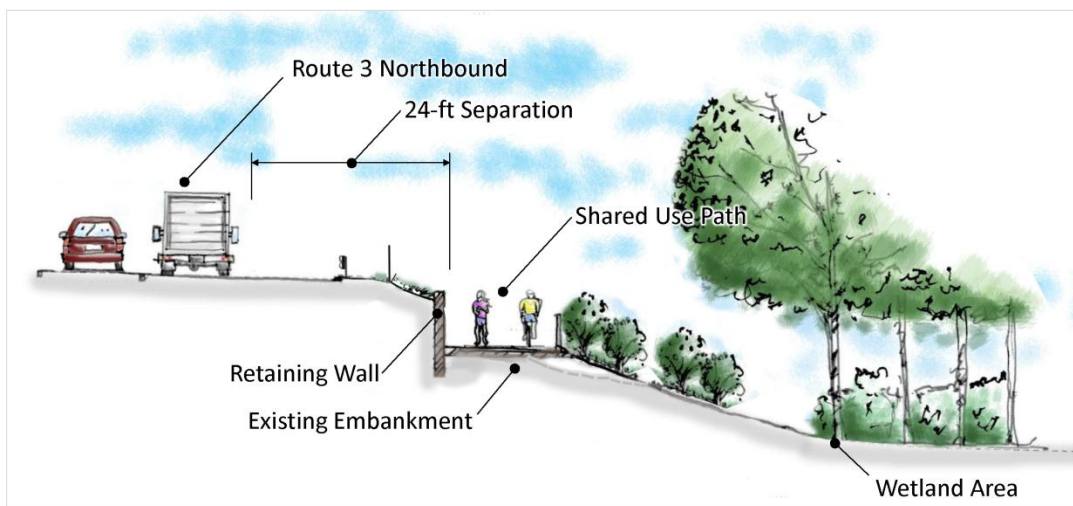 Route 3 Northbound
24-ft Separation
Shared Use Path
Retaining Wall
Existing Embankment
Wetland Area